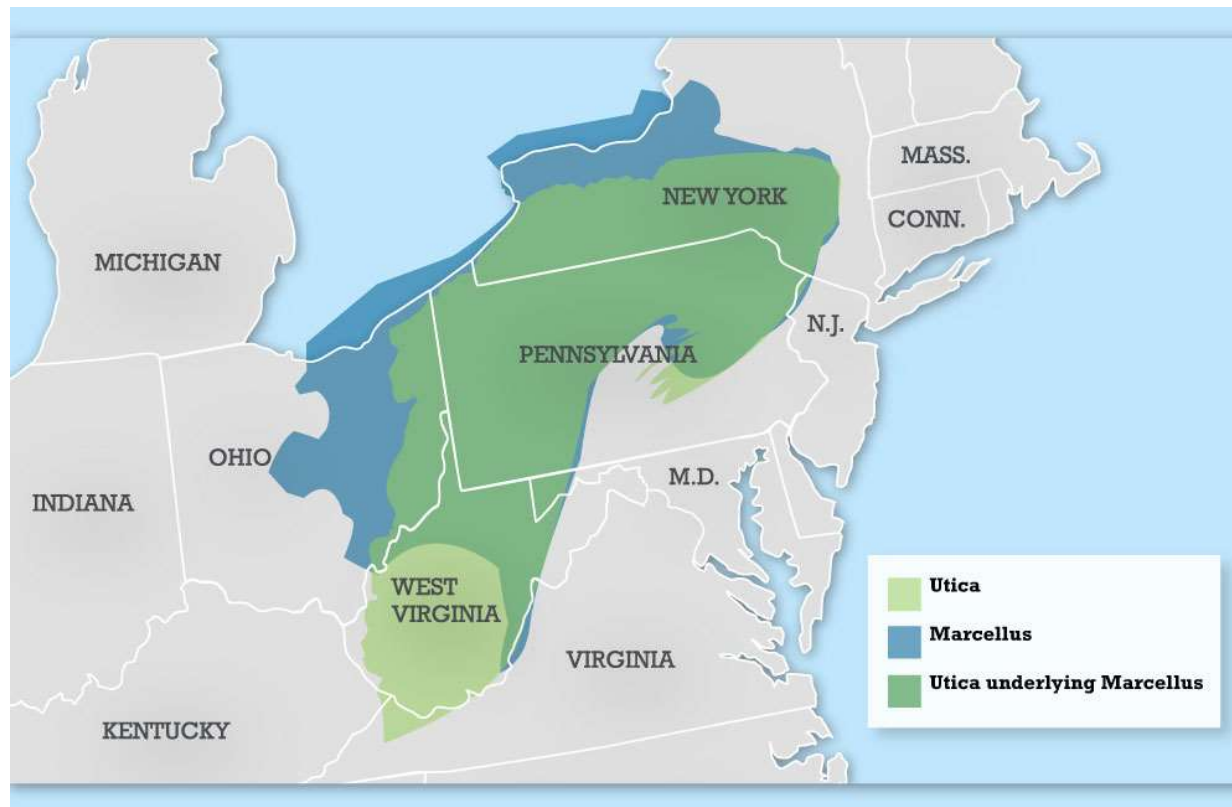 MASS.
NEW YORK
CONN.
MICHIGAN
N.J.
PENNSYLVANIA
OHIO
M.D.
INDIANA
WEST
VIRGINIA
VIRGINIA
KENTUCKY
Utica
Marcellus
Utica underlying Marcellus